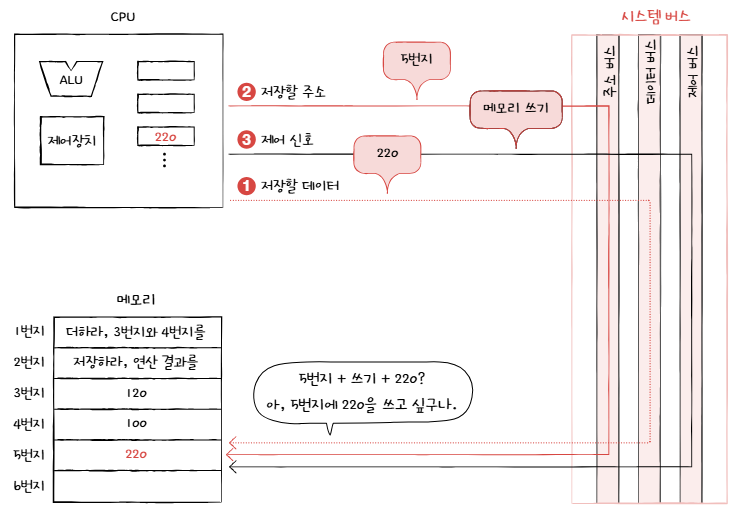 CPU
시스템 버스
ALU
제어장치
220
5번지
2 저장할 주소
메모리 쓰기
3 제어 신호
220
1 저장할 데이터
주소 버스
데이터 버스
제어 버스
메모리
1번지 더하라, 3번지와 4번지를
2번지 저장하라, 연산 결과를
3번지 120
4번지 100
5번지 220
6번지
5번지 + 쓰기 + 220?
아, 5번지에 220을 쓰고 싶구나.